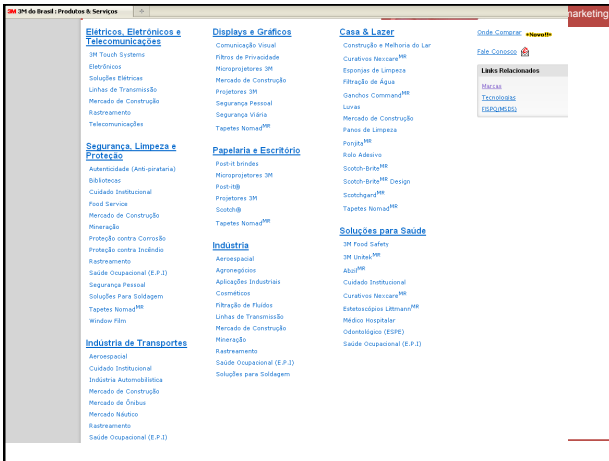 3M 3M do Brasil : Produtos & Serviços
marketing
Elétricos, Eletrônicos e
Telecomunicações
3M Touch Systems
Eletrônicos
Soluções Elétricas
Linhas de Transmissão
Mercado de Construção
Rastreamento
Telecomunicações
Segurança, Limpeza e
Proteção
Autenticidade (Anti-pirataria)
Bibliotecas
Cuidado Institucional
Food Service
Mercado de Construção
Mineração
Proteção contra Corrosão
Proteção contra Incêndio
Rastreamento
Saúde Ocupacional (E.P.I)
Segurança Pessoal
Soluções Para Soldagem
Tapetes NomadMR
Window Film
Indústria de Transportes
Aeroespacial
Cuidado Institucional
Indústria Automobilística
Mercado de Construção
Mercado de Ônibus
Mercado Náutico
Rastreamento
Saúde Ocupacional (E.P.I)
Displays e Gráficos
Comunicação Visual
Filtros de Privacidade
Microprojetores 3M
Mercado de Construção
Projetores 3M
Segurança Pessoal
Segurança Viária
Tapetes NomadMR
Papelaria e Escritório
Post-it brindes
Microprojetores 3M
Post-it®
Projetores 3M
Scotch®
Tapetes NomadMR
Indústria
Aeroespacial
Agronegócios
Aplicações Industriais
Cosméticos
Filtração de Fluidos
Linhas de Transmissão
Mercado de Construção
Mineração
Rastreamento
Saúde Ocupacional (E.P.I)
Soluções para Soldagem
Casa & Lazer
Construção e Melhoria do Lar
Curativos NexcareMR
Esponjas de Limpeza
Filtração de Água
Ganchos CommandMR
Luvas
Mercado de Construção
Panos de Limpeza
PonjitaMR
Rolo Adesivo
Scotch-BriteMR
Scotch-BriteMR Design
ScotchgardMR
Tapetes NomadMR
Soluções para Saúde
3M Food Safety
3M UnitekMR
AbzilMR
Cuidado Institucional
Curativos NexcareMR
Estetoscópios LittmannMR
Médico Hospitalar
Odontológico (ESPE)
Saúde Ocupacional (E.P.I)
Onde Comprar •Novo!!•
Fale Conosco
Links Relacionados
Marcas
Tecnologias
FISPQ(MSDS)